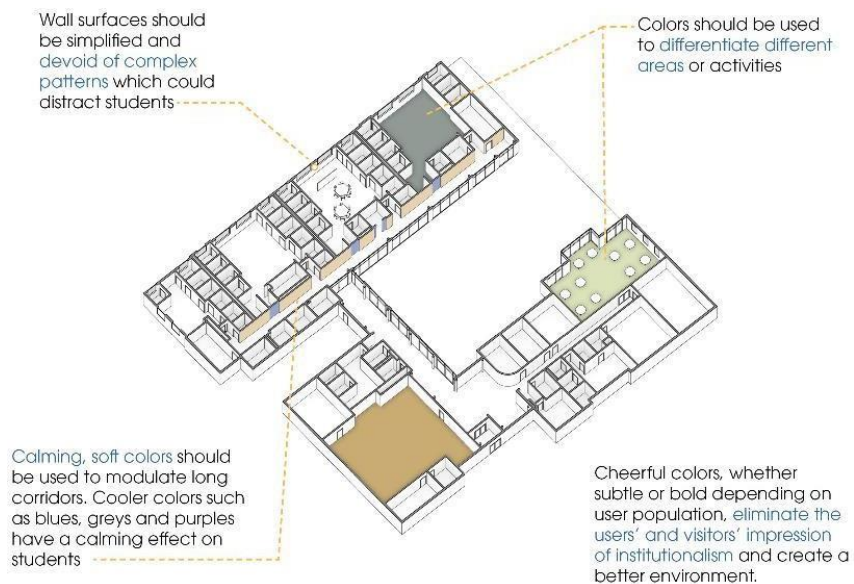 Wall surfaces should
be simplified and
devoid of complex
patterns which could
distract students
Colors should be used
to differentiate different
areas or activities
Calming, soft colors should
be used to modulate long
corridors. Cooler colors such
as blues, greys and purples
have a calming effect on
students
Cheerful colors, whether
subtle or bold depending on
user population, eliminate the
users' and visitors' impression
of institutionalism and create a
better environment.